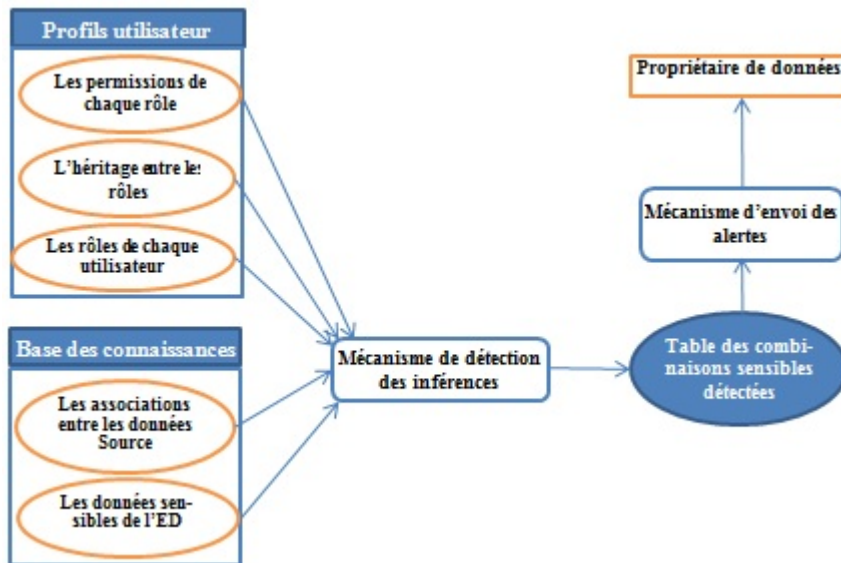 Profils utilisateur
Les permissions de
chaque rôle
L'héritage entre les
rôles
Les rôles de chaque
utilisateur
Base des connaissances
Les associations
entre les données
Source
Les données sen-
sibles de l'ED
Mécanisme de détection
des inférences
Propriétaire de données
Mécanisme d'envoi des
alertes
Table des combi-
naisons sensibles
détectées